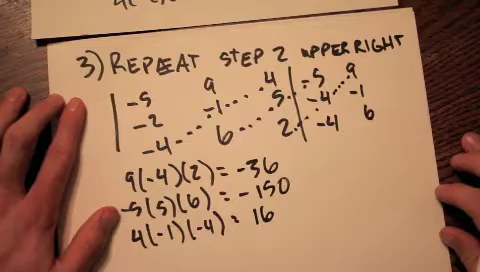 3) REPEAT STEP 2 UPPER RIGHT
-5 9 4 -5 9
-2 -1 5 -4 -1
-4 6 2 -4 6
9(-4)(2) = -36
-5(5)(6) = -150
4(-1)(-4) = 16